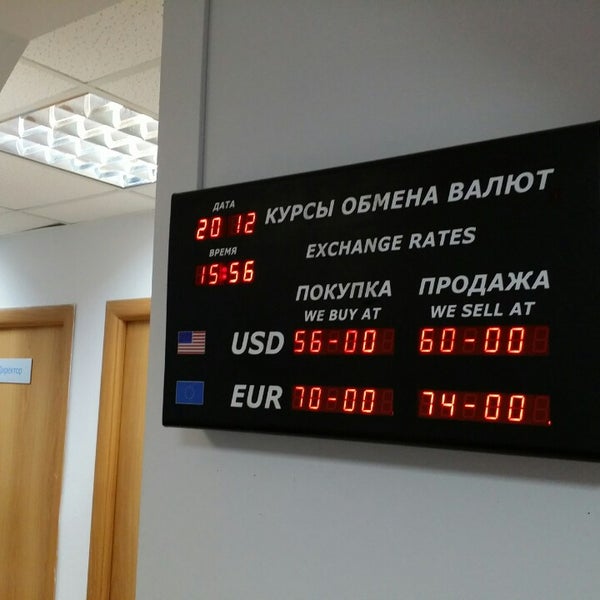 ДАТА
20 12
ВРЕМЯ
15:56
КУРСЫ ОБМЕНА ВАЛЮТ
EXCHANGE RATES
ПОКУПКА ПРОДАЖА
WE BUY AT WE SELL AT
USD 56-00 60-00
EUR 70-00 74-00
Директор